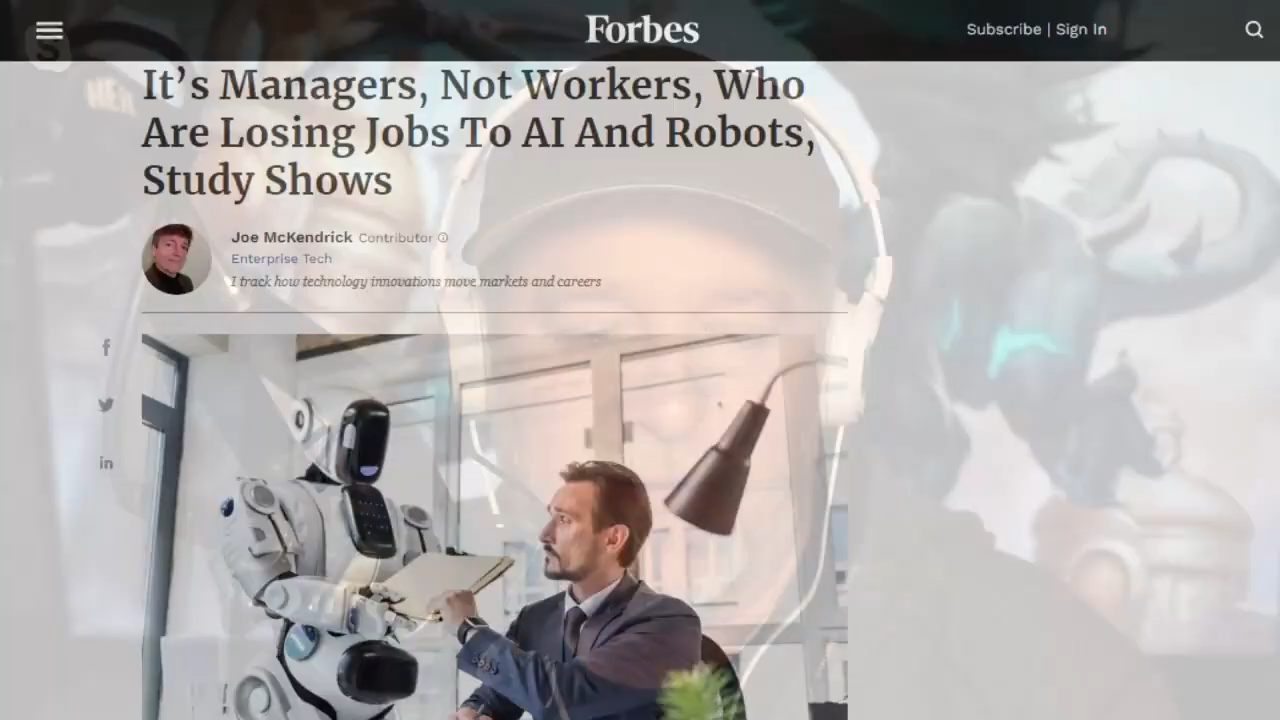 Forbes
Subscribe | Sign In
It's Managers, Not Workers, Who
Are Losing Jobs To AI And Robots,
Study Shows
Joe McKendrick Contributor
Enterprise Tech
I track how technology innovations move markets and careers